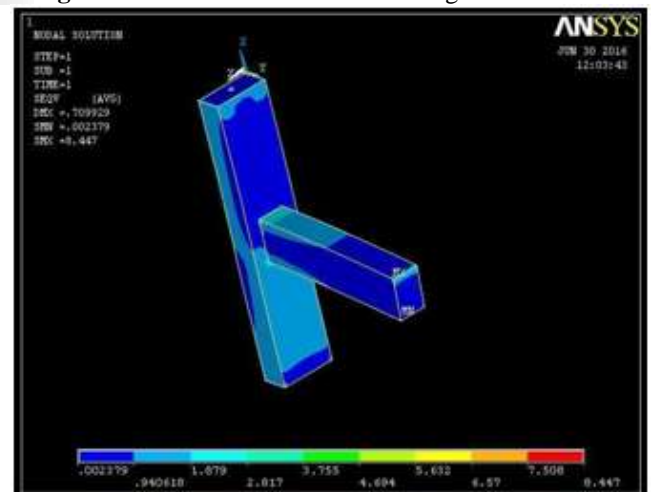 1
NODAL SOLUTION
STEP=1
SUB =1
TIME=1
SEQV (AVG)
DMX =.709929
SMN =.002379
SMX =8.447
ANSYS
JUN 30 2016
12:03:43
Z
Y
.002379 1.879 3.755 5.632 7.508
.940618 2.817 4.694 6.57 8.447